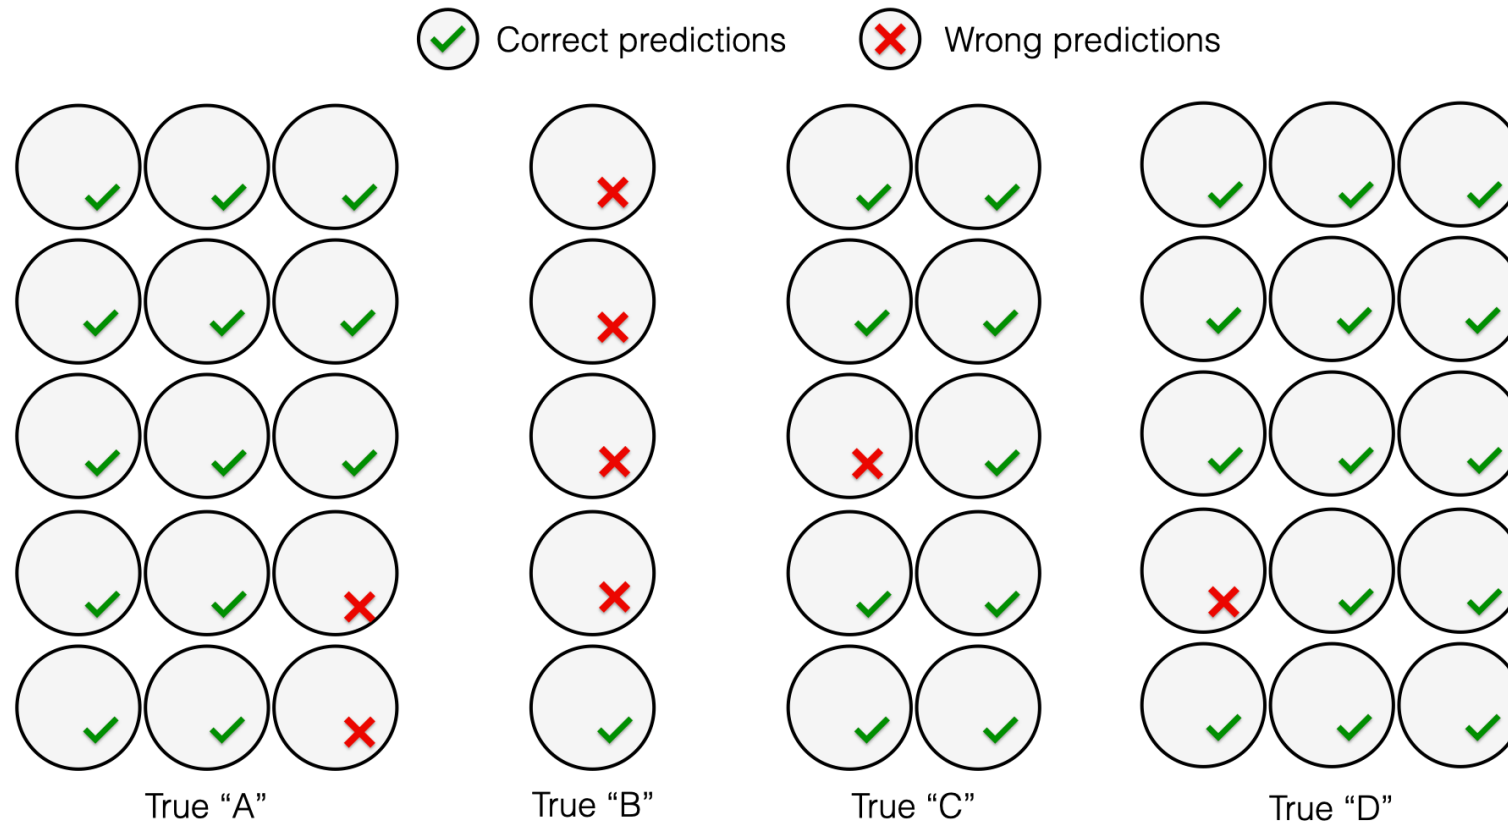 Correct predictions
Wrong predictions
True “A”
True “B”
True “C”
True “D”